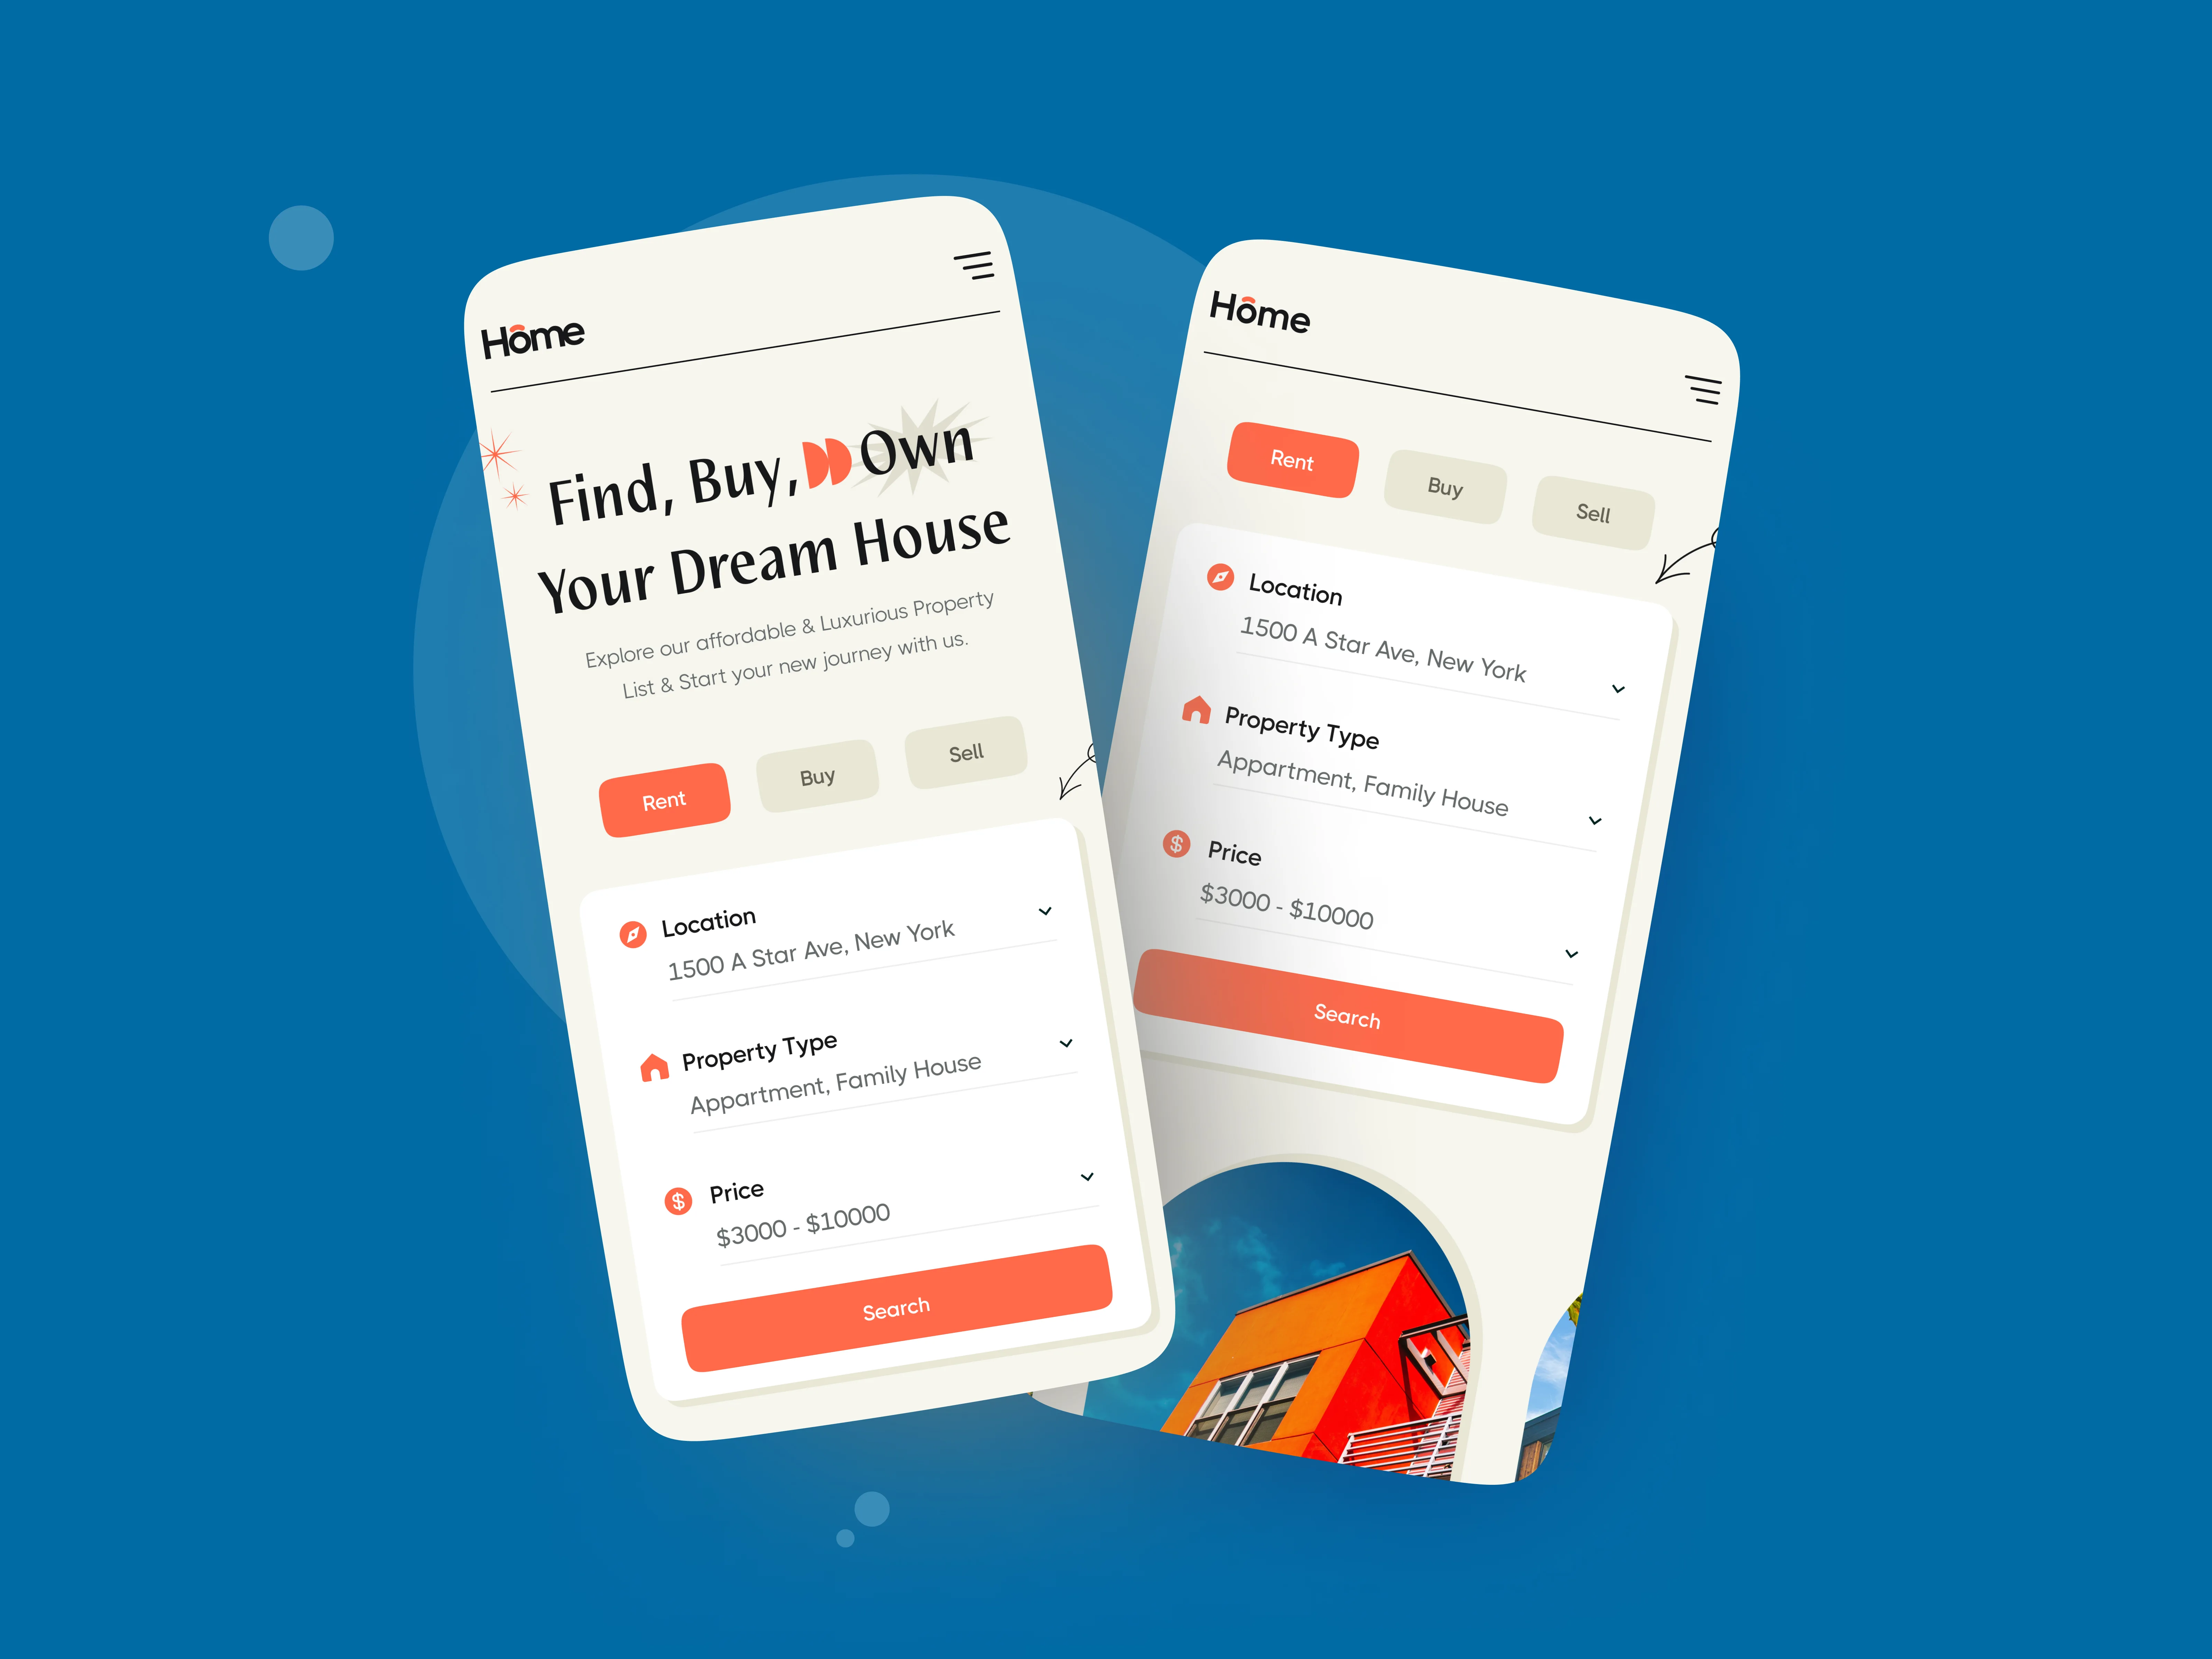 Hôme
Find, Buy, Own
Your Dream House
Explore our affordable & Luxurious Property
List & Start your new journey with us.
Rent
Buy
Sell
Location
1500 A Star Ave, New York
Property Type
Appartment, Family House
Price
$3000 - $10000
Search
Hôme
Rent
Buy
Sell
Location
1500 A Star Ave, New York
Property Type
Appartment, Family House
Price
$3000 - $10000
Search